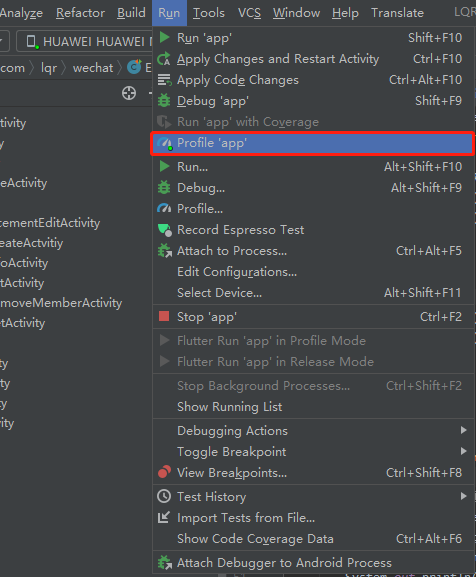 Analyze Refactor Build Run Tools VCS Window Help Translate LQR
HUAWEI HUAWEI
com lqr wechat
Run 'app' Shift+F10
Apply Changes and Restart Activity Ctrl+F10
Apply Code Changes Ctrl+Alt+F10
Debug 'app' Shift+F9
Run 'app' with Coverage
Profile 'app'
Run... Alt+Shift+F10
Debug... Alt+Shift+F9
Profile...
Record Espresso Test
Attach to Process... Ctrl+Alt+F5
Edit Configurations...
Select Device... Alt+Shift+F11
Stop 'app' Ctrl+F2
Flutter Run 'app' in Profile Mode
Flutter Run 'app' in Release Mode
Stop Background Processes... Ctrl+Shift+F2
Show Running List
Debugging Actions
Toggle Breakpoint
View Breakpoints... Ctrl+Shift+F8
Test History
Import Tests from File...
Show Code Coverage Data Ctrl+Alt+F6
Attach Debugger to Android Process
ctivity
y
eActivity
cementEditActivity
eateActivtiy
foActivity
tActivity
moveMemberActivity
etActivity
ity
ty
ty
vity